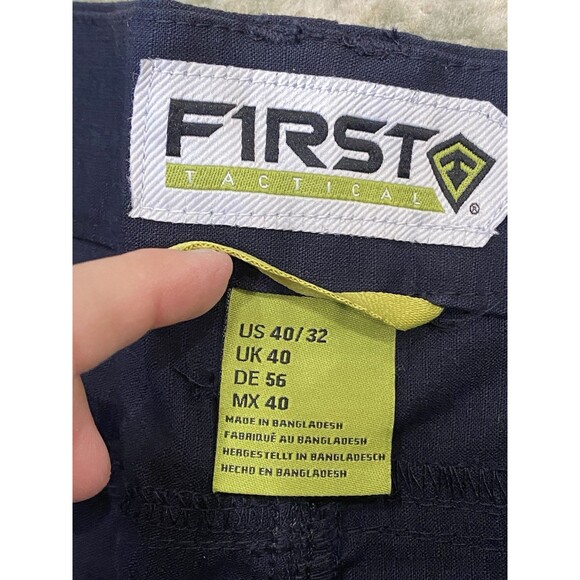 F1RST
TACTICAL
®
US 40/32
UK 40
DE 56
MX 40
MADE IN BANGLADESH
FABRIQUÉ AU BANGLADESH
HERGESTELLT IN BANGLADESCH
HECHO EN BANGLADESH